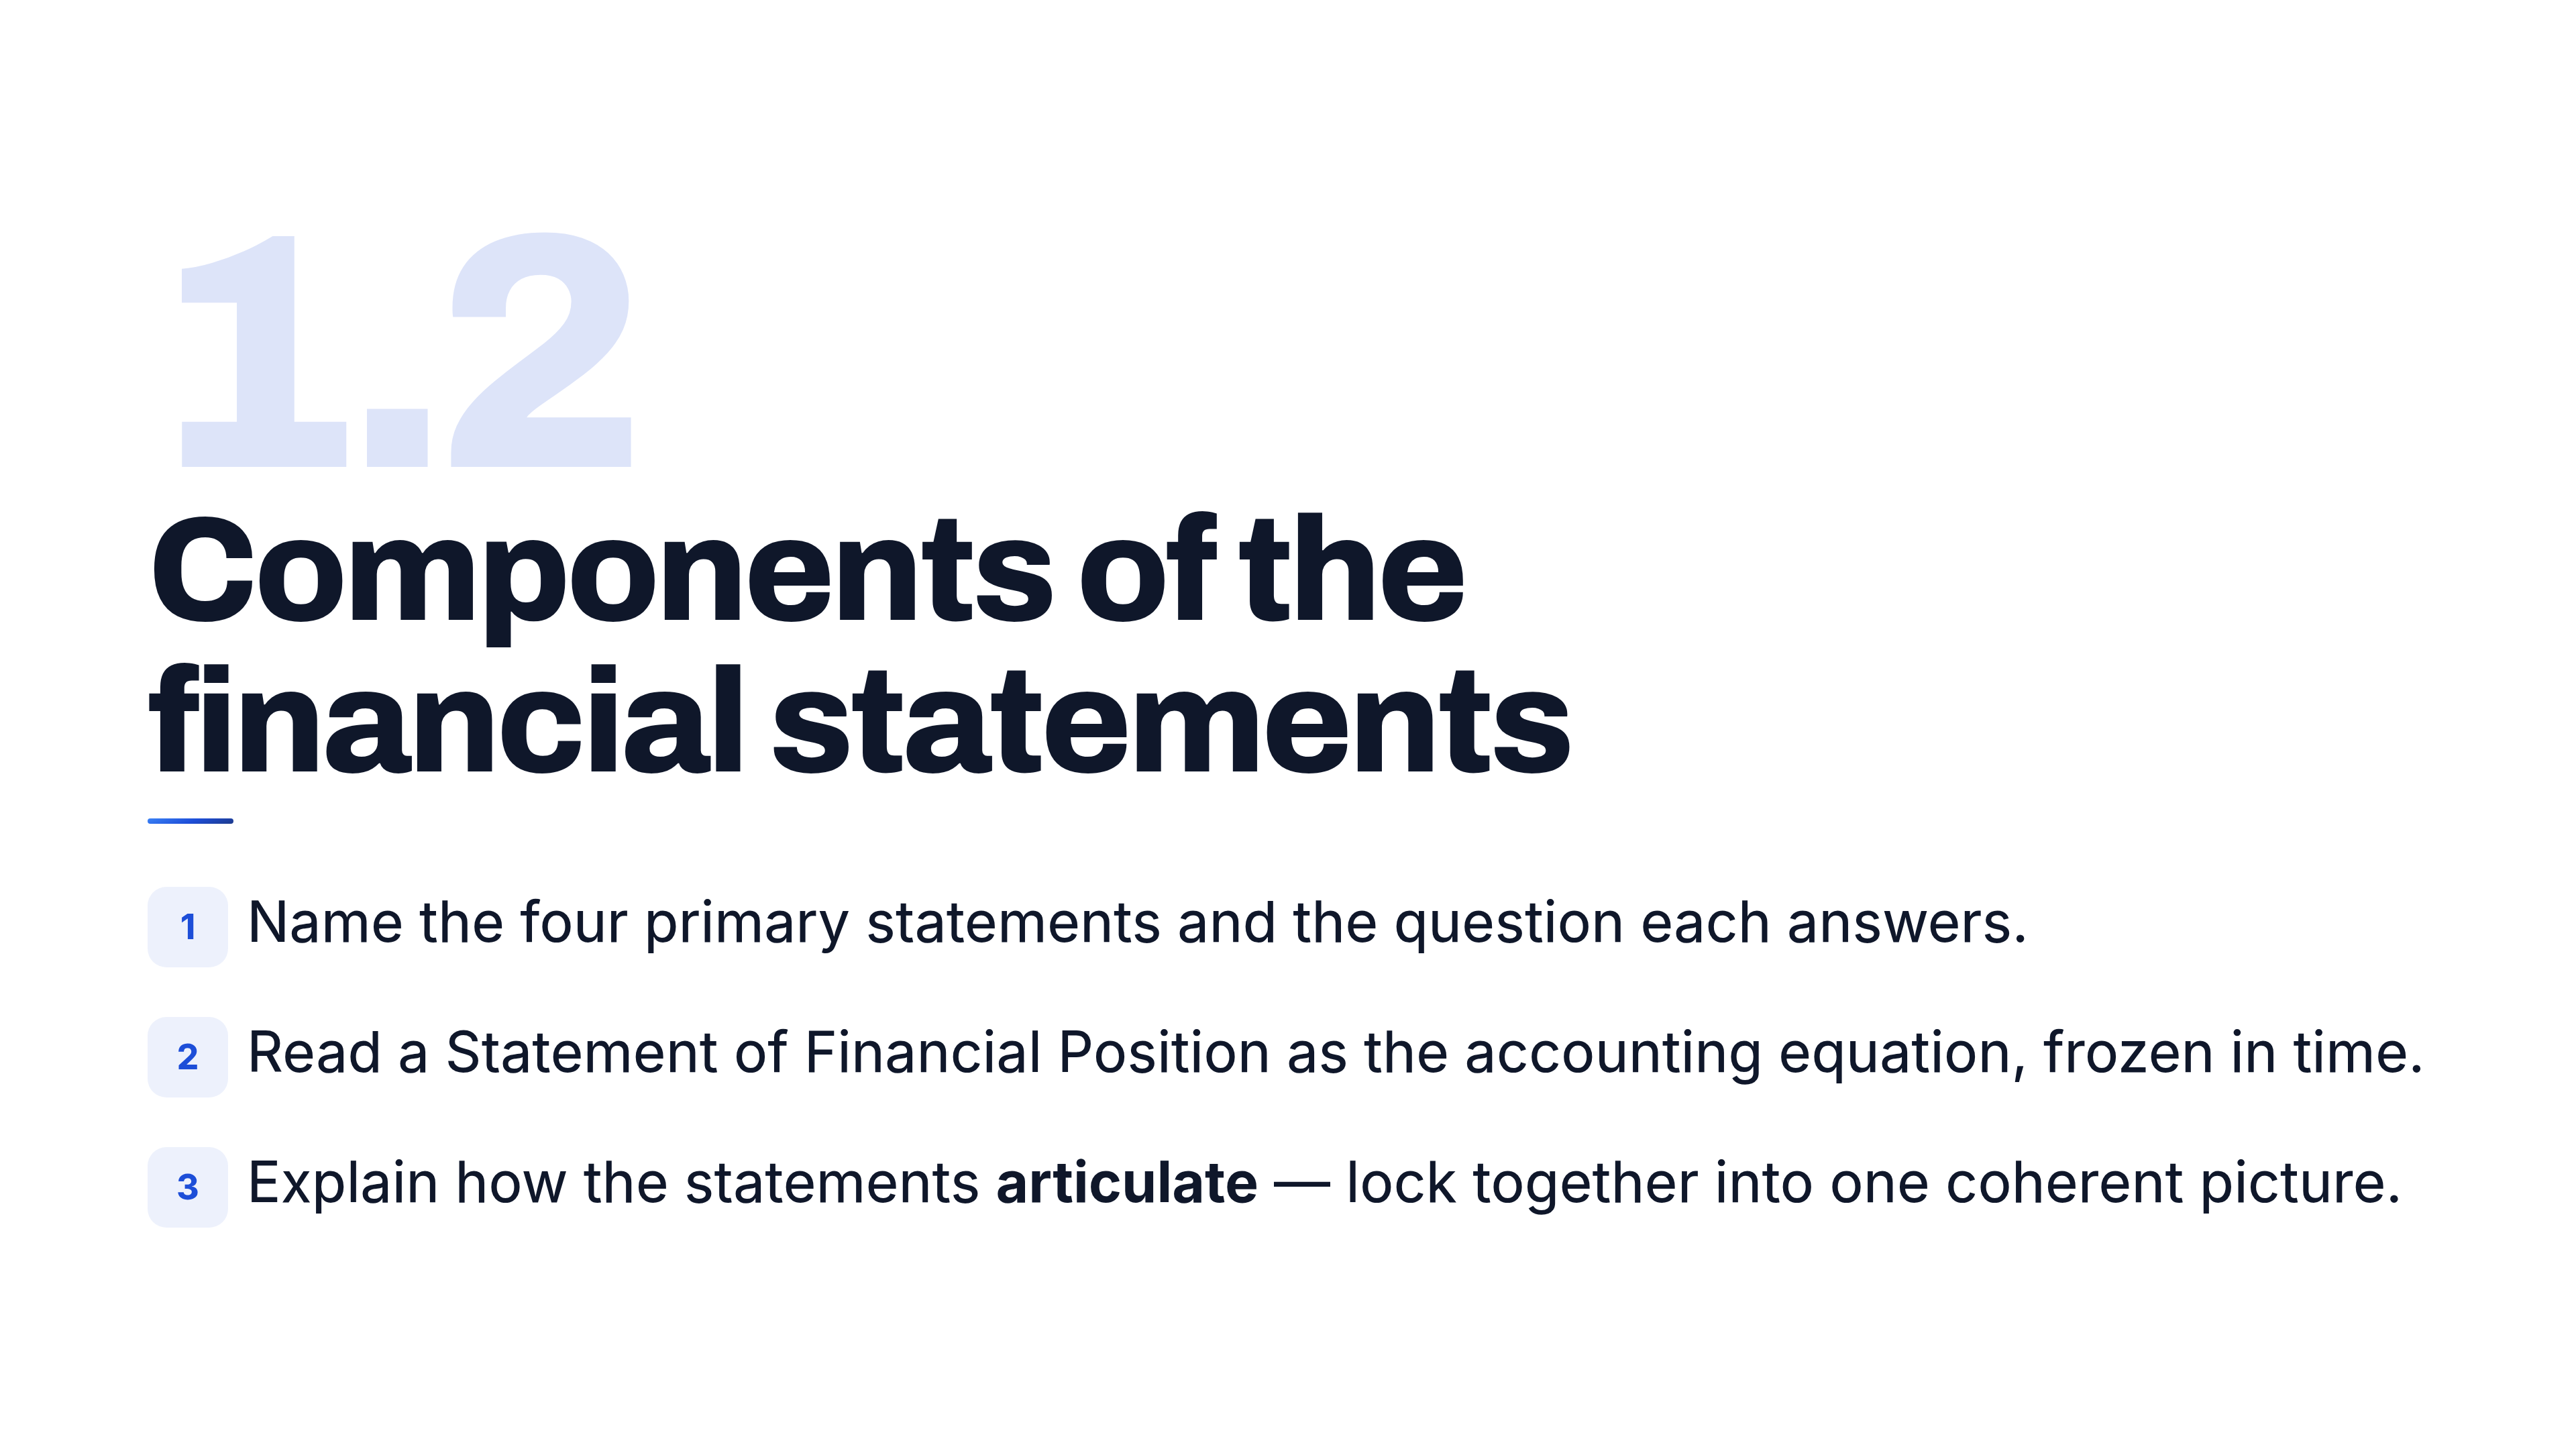 1.2
Components of the
financial statements
1 Name the four primary statements and the question each answers.
2 Read a Statement of Financial Position as the accounting equation, frozen in time.
3 Explain how the statements articulate — lock together into one coherent picture.